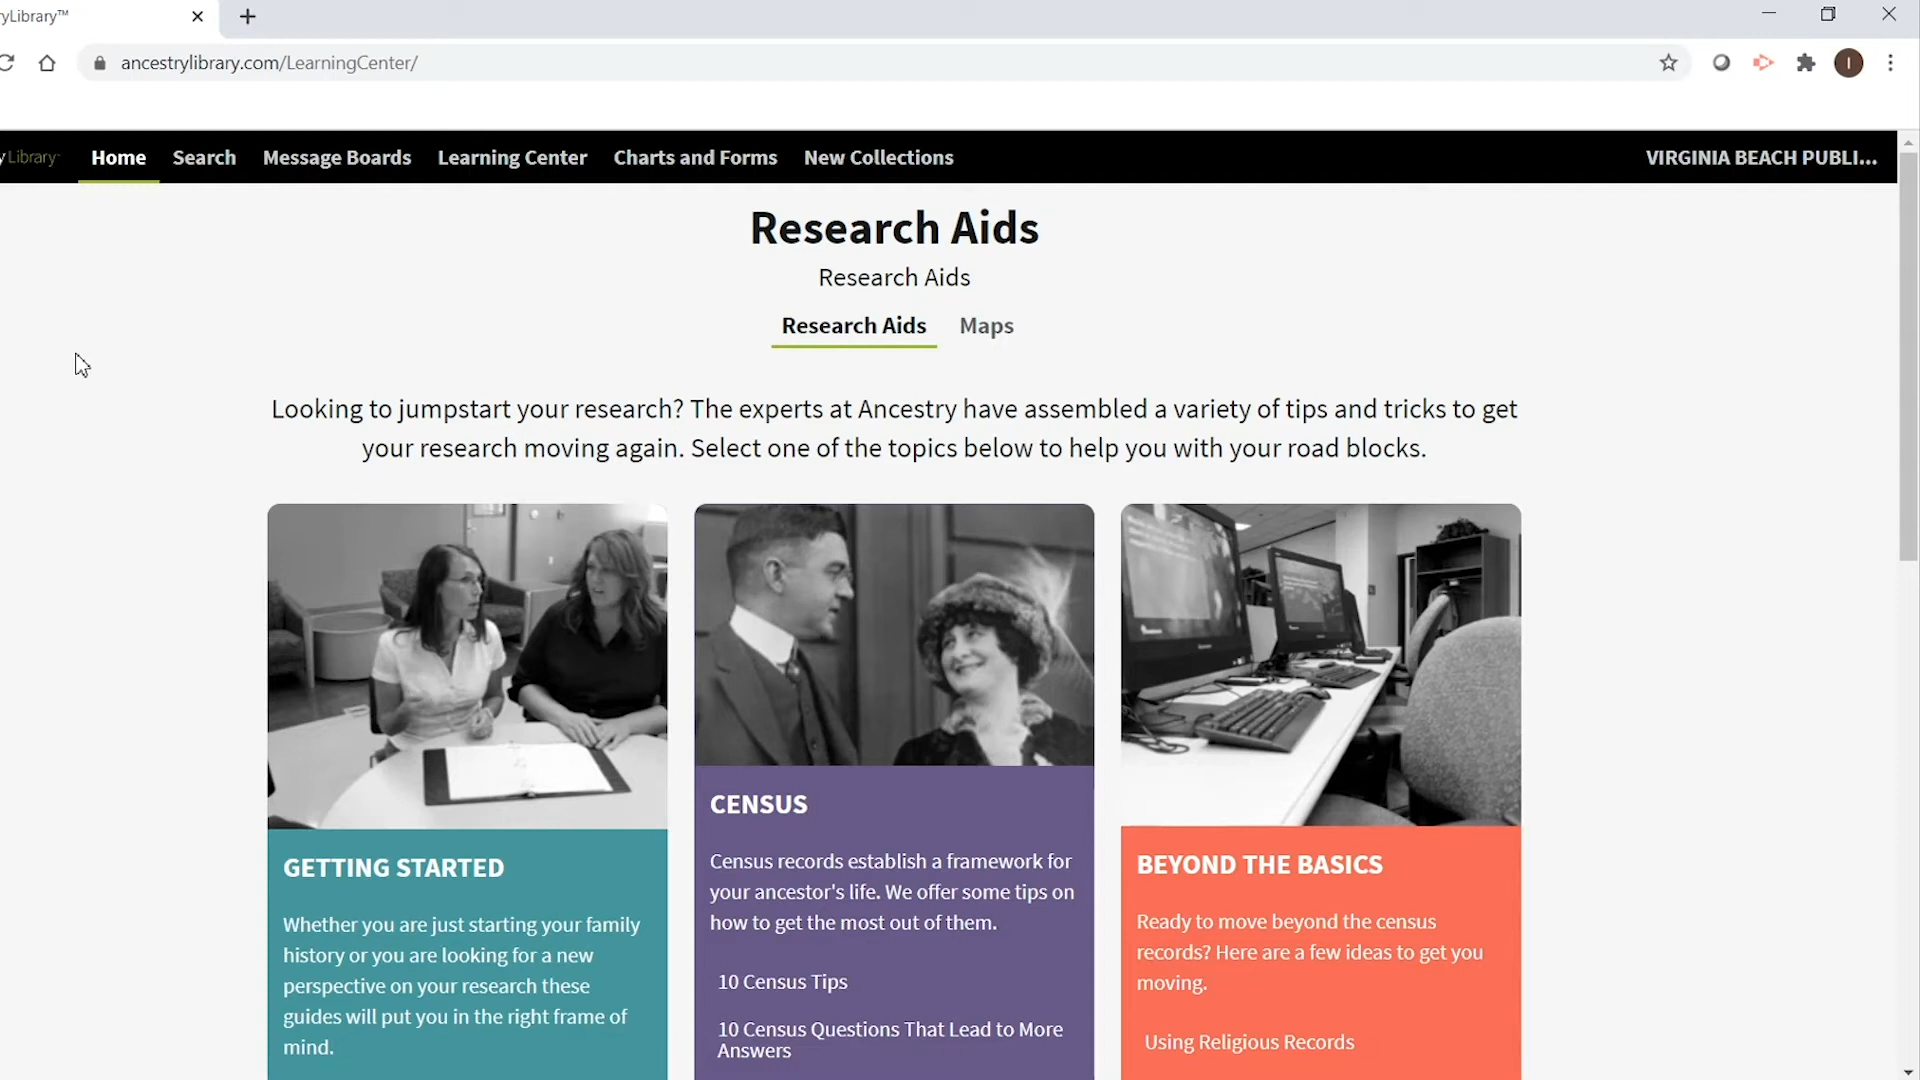 yLibrary™
ancestrylibrary.com/LearningCenter/
I
y Library
Home Search Message Boards Learning Center Charts and Forms New Collections VIRGINIA BEACH PUBLI...
Research Aids
Research Aids
Research Aids Maps
Looking to jumpstart your research? The experts at Ancestry have assembled a variety of tips and tricks to get
your research moving again. Select one of the topics below to help you with your road blocks.
GETTING STARTED
Whether you are just starting your family
history or you are looking for a new
perspective on your research these
guides will put you in the right frame of
mind.
CENSUS
Census records establish a framework for
your ancestor's life. We offer some tips on
how to get the most out of them.
10 Census Tips
10 Census Questions That Lead to More
Answers
BEYOND THE BASICS
Ready to move beyond the census
records? Here are a few ideas to get you
moving.
Using Religious Records